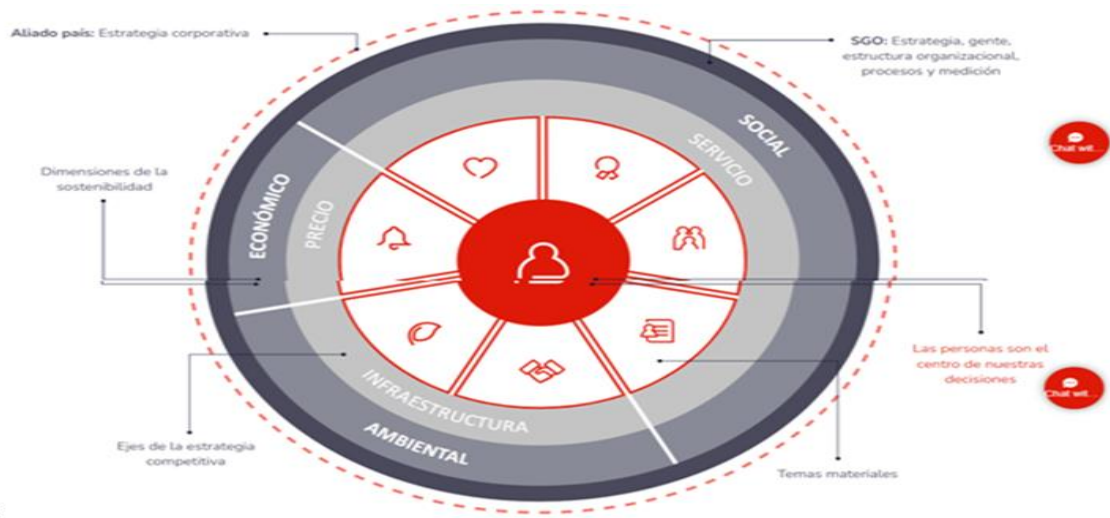 Aliado país: Estrategia corporativa
SGO: Estrategia, gente,
estructura organizacional,
procesos y medición
SOCIAL
SERVICIO
Chat wit...
Dimensiones de la
sostenibilidad
ECONÓMICO
PRECIO
Las personas son el
centro de nuestras
decisiones
Chat wit...
INFRAESTRUCTURA
AMBIENTAL
Ejes de la estrategia
competitiva
Temas materiales